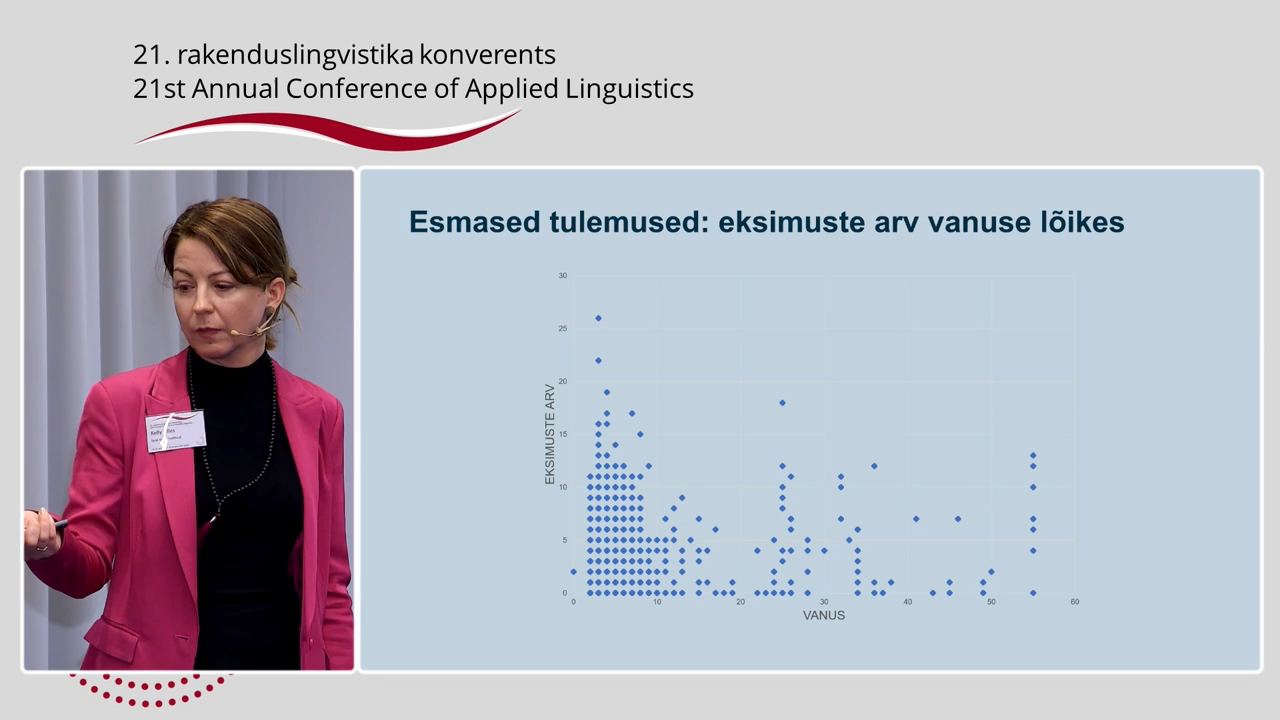 21. rakenduslingvistika konverents
21st Annual Conference of Applied Linguistics
Esmased tulemused: eksimuste arv vanuse lõikes
30
25
20
15
10
5
0
EKSIMUSTE ARV
0 10 20 30 40 50 60
VANUS
Kelly